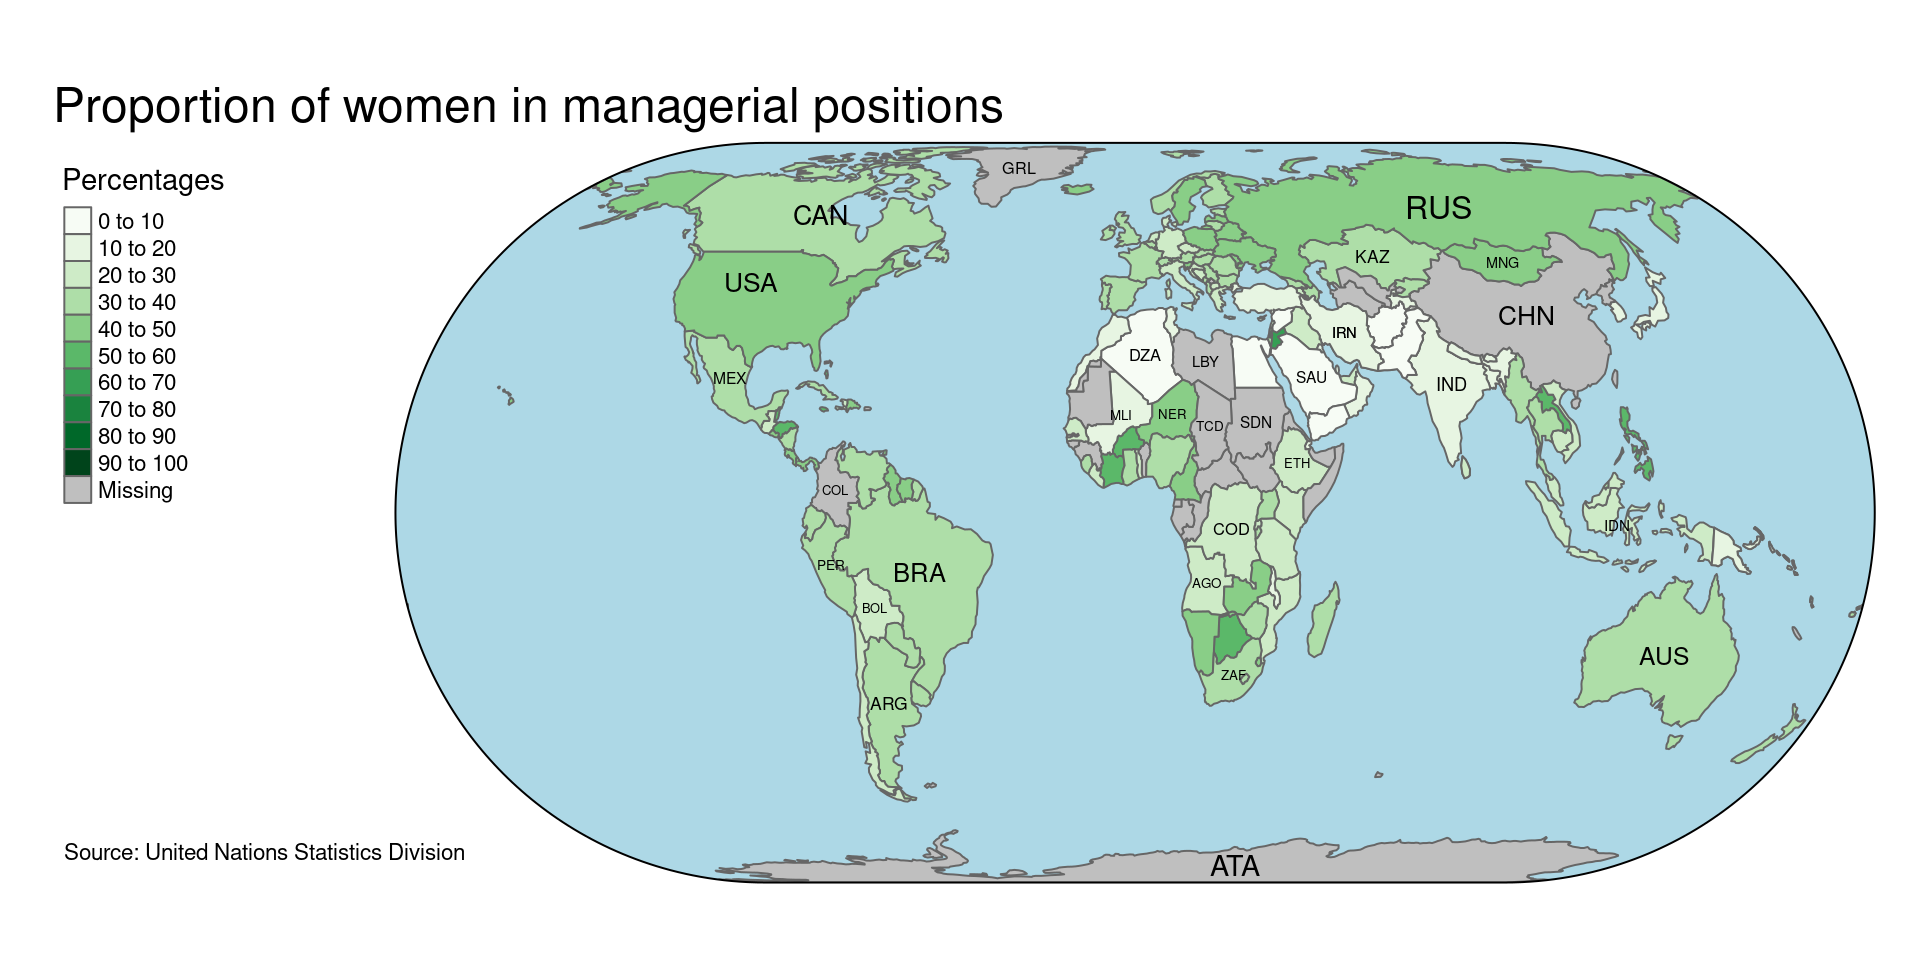 Proportion of women in managerial positions
Percentages
0 to 10
10 to 20
20 to 30
30 to 40
40 to 50
50 to 60
60 to 70
70 to 80
80 to 90
90 to 100
Missing
GRL
CAN
RUS
USA
KAZ
MNG
CHN
IRN
DZA
LBY
MEX
SAU
IND
MLI
NER
TCD
SDN
ETH
COL
IDN
COD
PER
BRA
AGO
BOL
AUS
ZAF
ARG
Source: United Nations Statistics Division
ATA